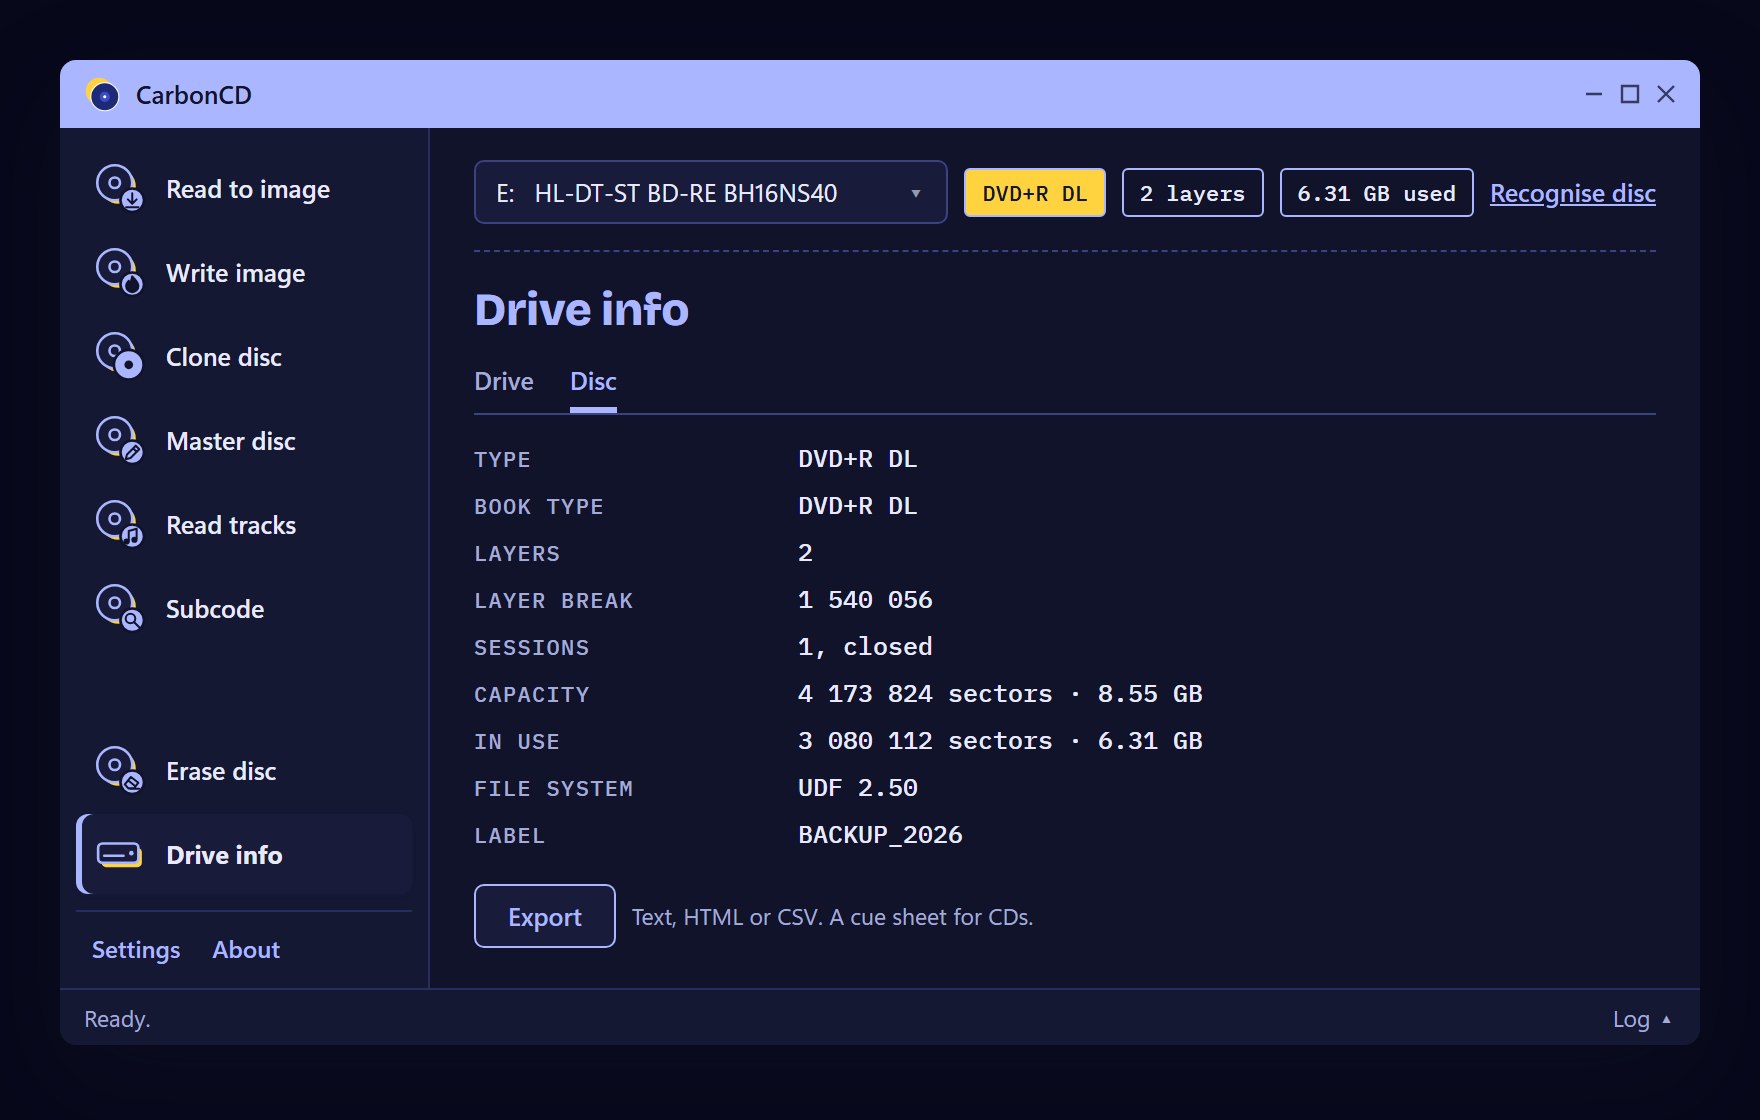 CarbonCD
Read to image
Write image
Clone disc
Master disc
Read tracks
Subcode
Erase disc
Drive info
Settings About
E: HL-DT-ST BD-RE BH16NS40
DVD+R DL
2 layers
6.31 GB used
Recognise disc
Drive info
Drive Disc
TYPE DVD+R DL
BOOK TYPE DVD+R DL
LAYERS 2
LAYER BREAK 1 540 056
SESSIONS 1, closed
CAPACITY 4 173 824 sectors · 8.55 GB
IN USE 3 080 112 sectors · 6.31 GB
FILE SYSTEM UDF 2.50
LABEL BACKUP_2026
Export Text, HTML or CSV. A cue sheet for CDs.
Ready. Log